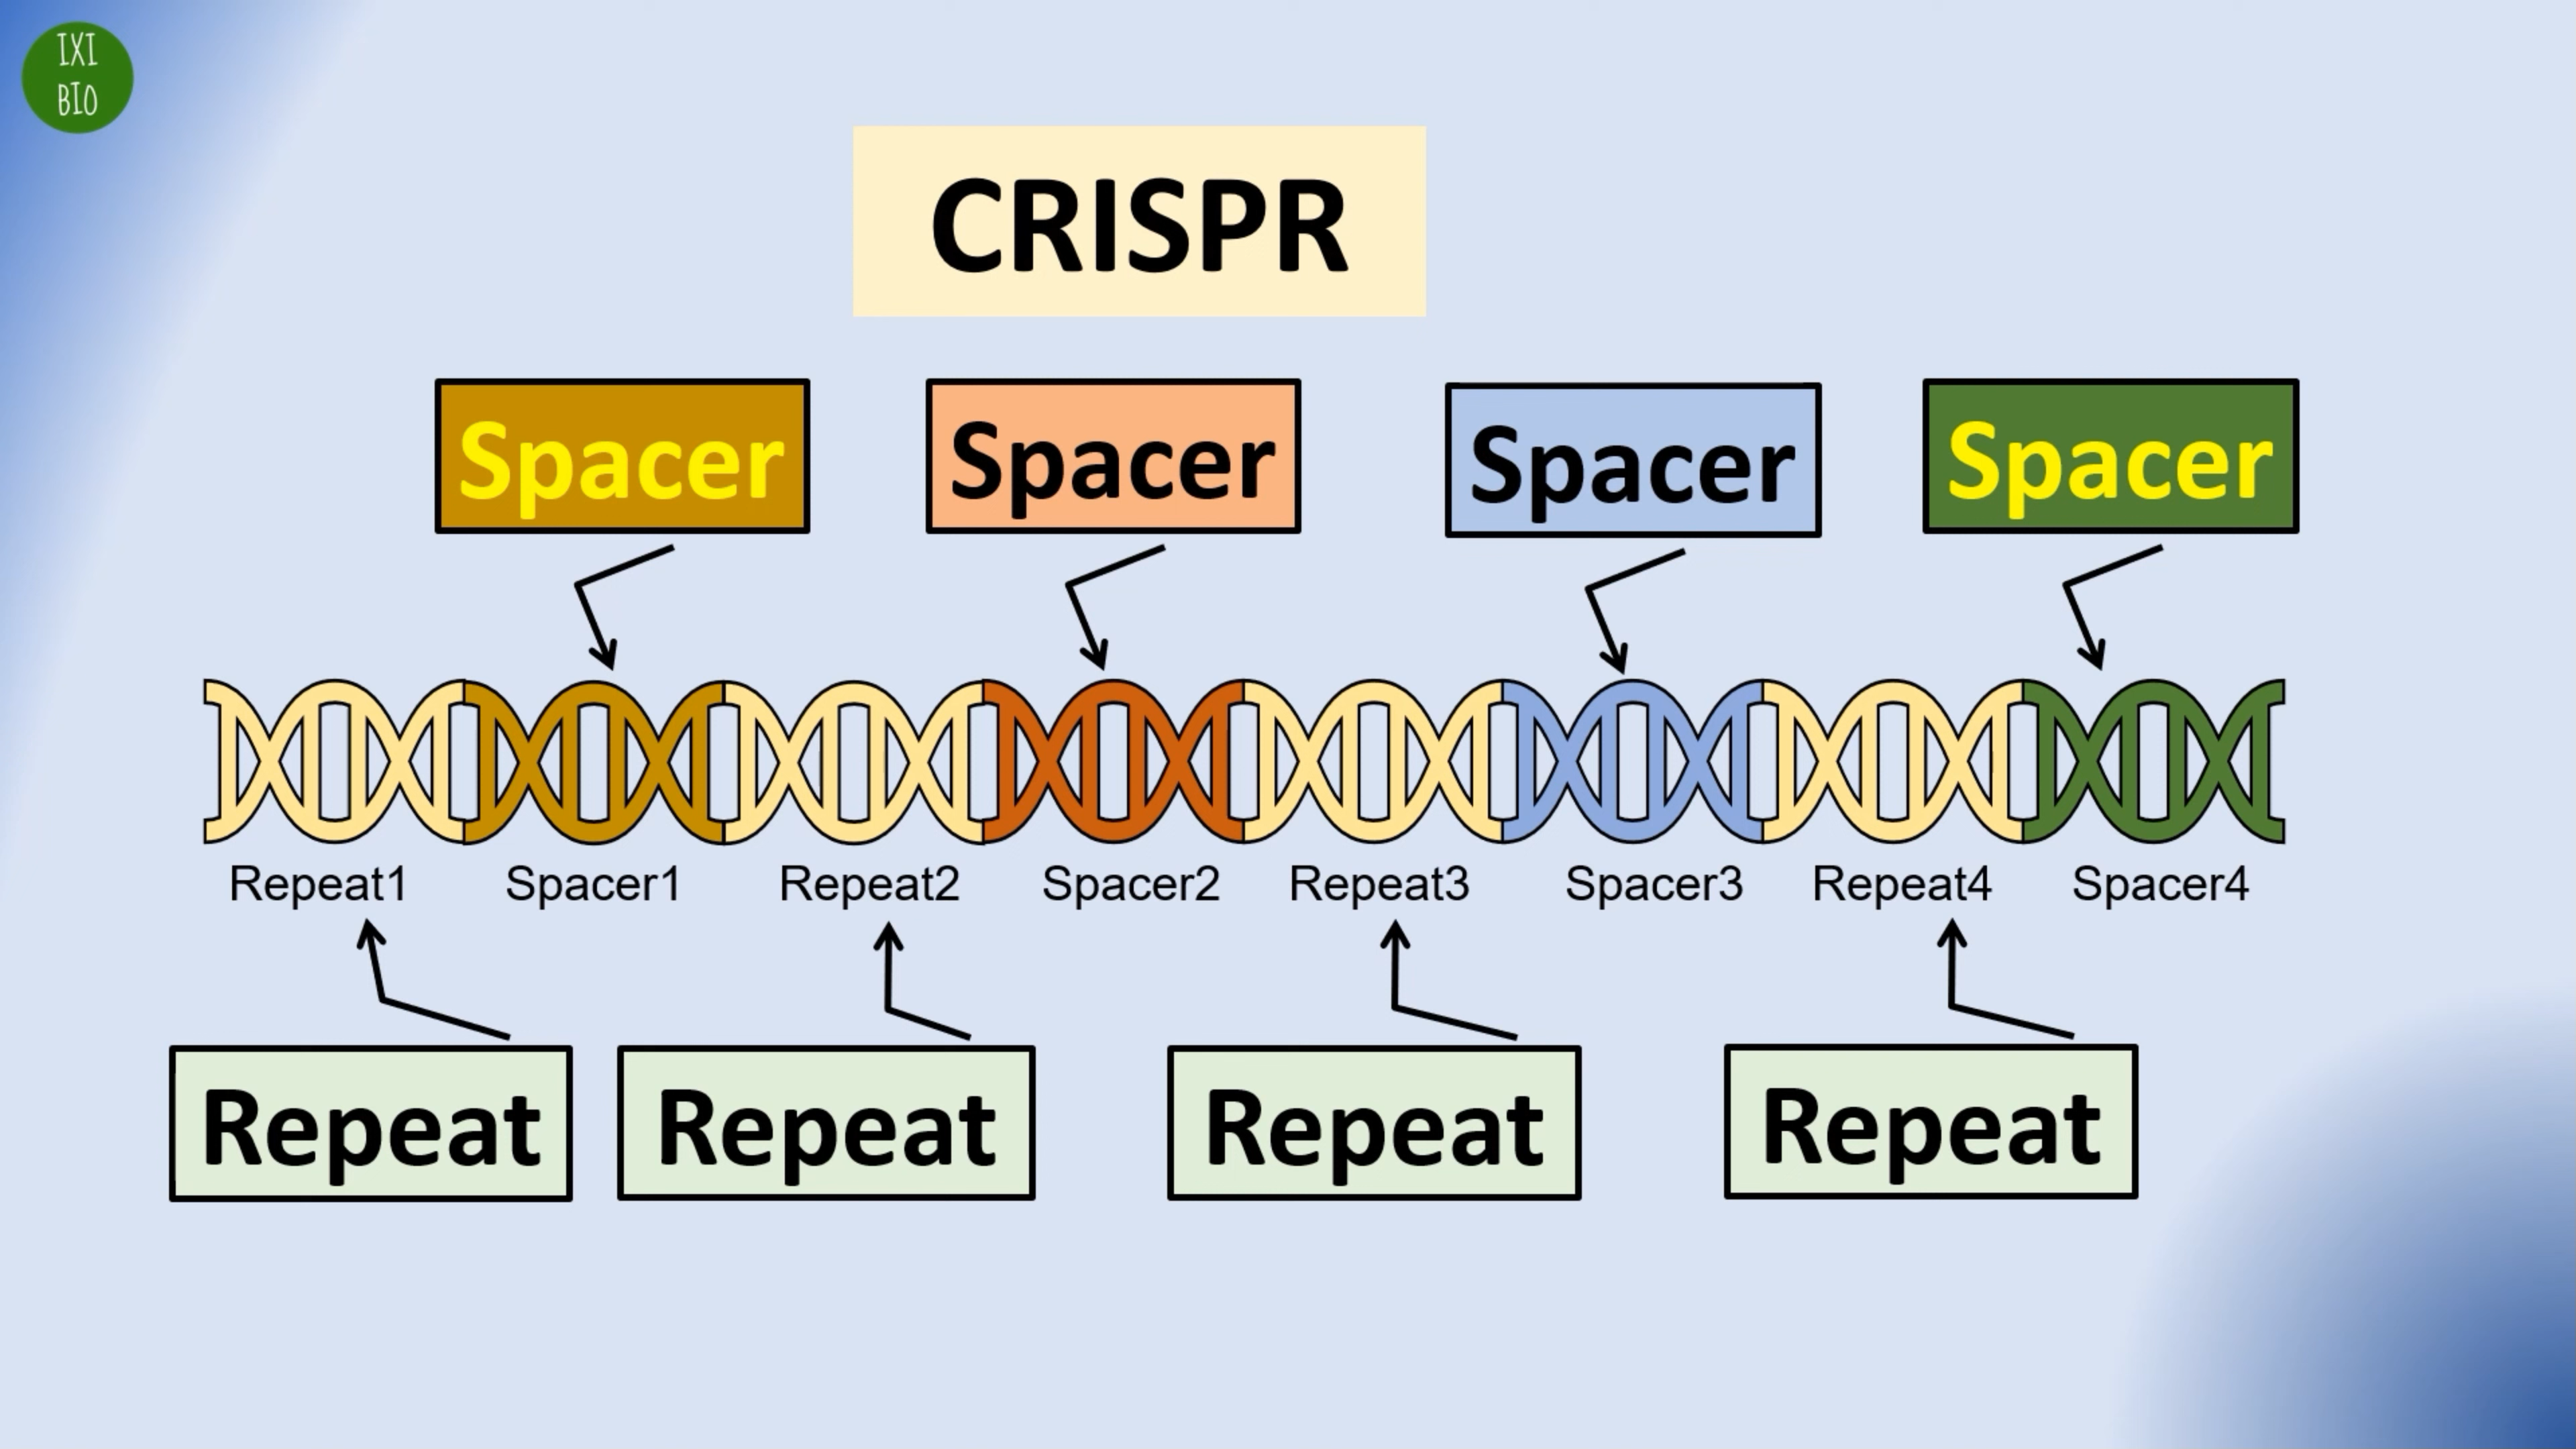 IXI
BIO
CRISPR
Spacer
Spacer
Spacer
Spacer
Repeat1
Spacer1
Repeat2
Spacer2
Repeat3
Spacer3
Repeat4
Spacer4
Repeat
Repeat
Repeat
Repeat